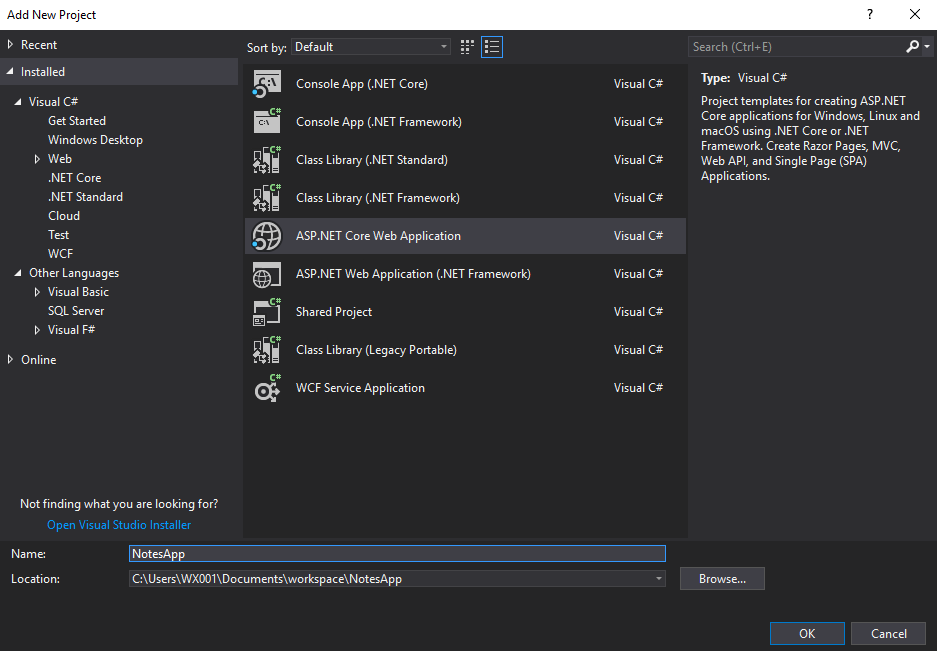 Add New Project
?
Recent
Installed
Visual C#
Get Started
Windows Desktop
Web
.NET Core
.NET Standard
Cloud
Test
WCF
Other Languages
Visual Basic
SQL Server
Visual F#
Online
Not finding what you are looking for?
Open Visual Studio Installer
Sort by: Default
Console App (.NET Core) Visual C#
Console App (.NET Framework) Visual C#
Class Library (.NET Standard) Visual C#
Class Library (.NET Framework) Visual C#
ASP.NET Core Web Application Visual C#
ASP.NET Web Application (.NET Framework) Visual C#
Shared Project Visual C#
Class Library (Legacy Portable) Visual C#
WCF Service Application Visual C#
Search (Ctrl+E)
Type: Visual C#
Project templates for creating ASP.NET
Core applications for Windows, Linux and
macOS using .NET Core or .NET
Framework. Create Razor Pages, MVC,
Web API, and Single Page (SPA)
Applications.
Name: NotesApp
Location: C:\Users\WX001\Documents\workspace\NotesApp
Browse...
OK
Cancel